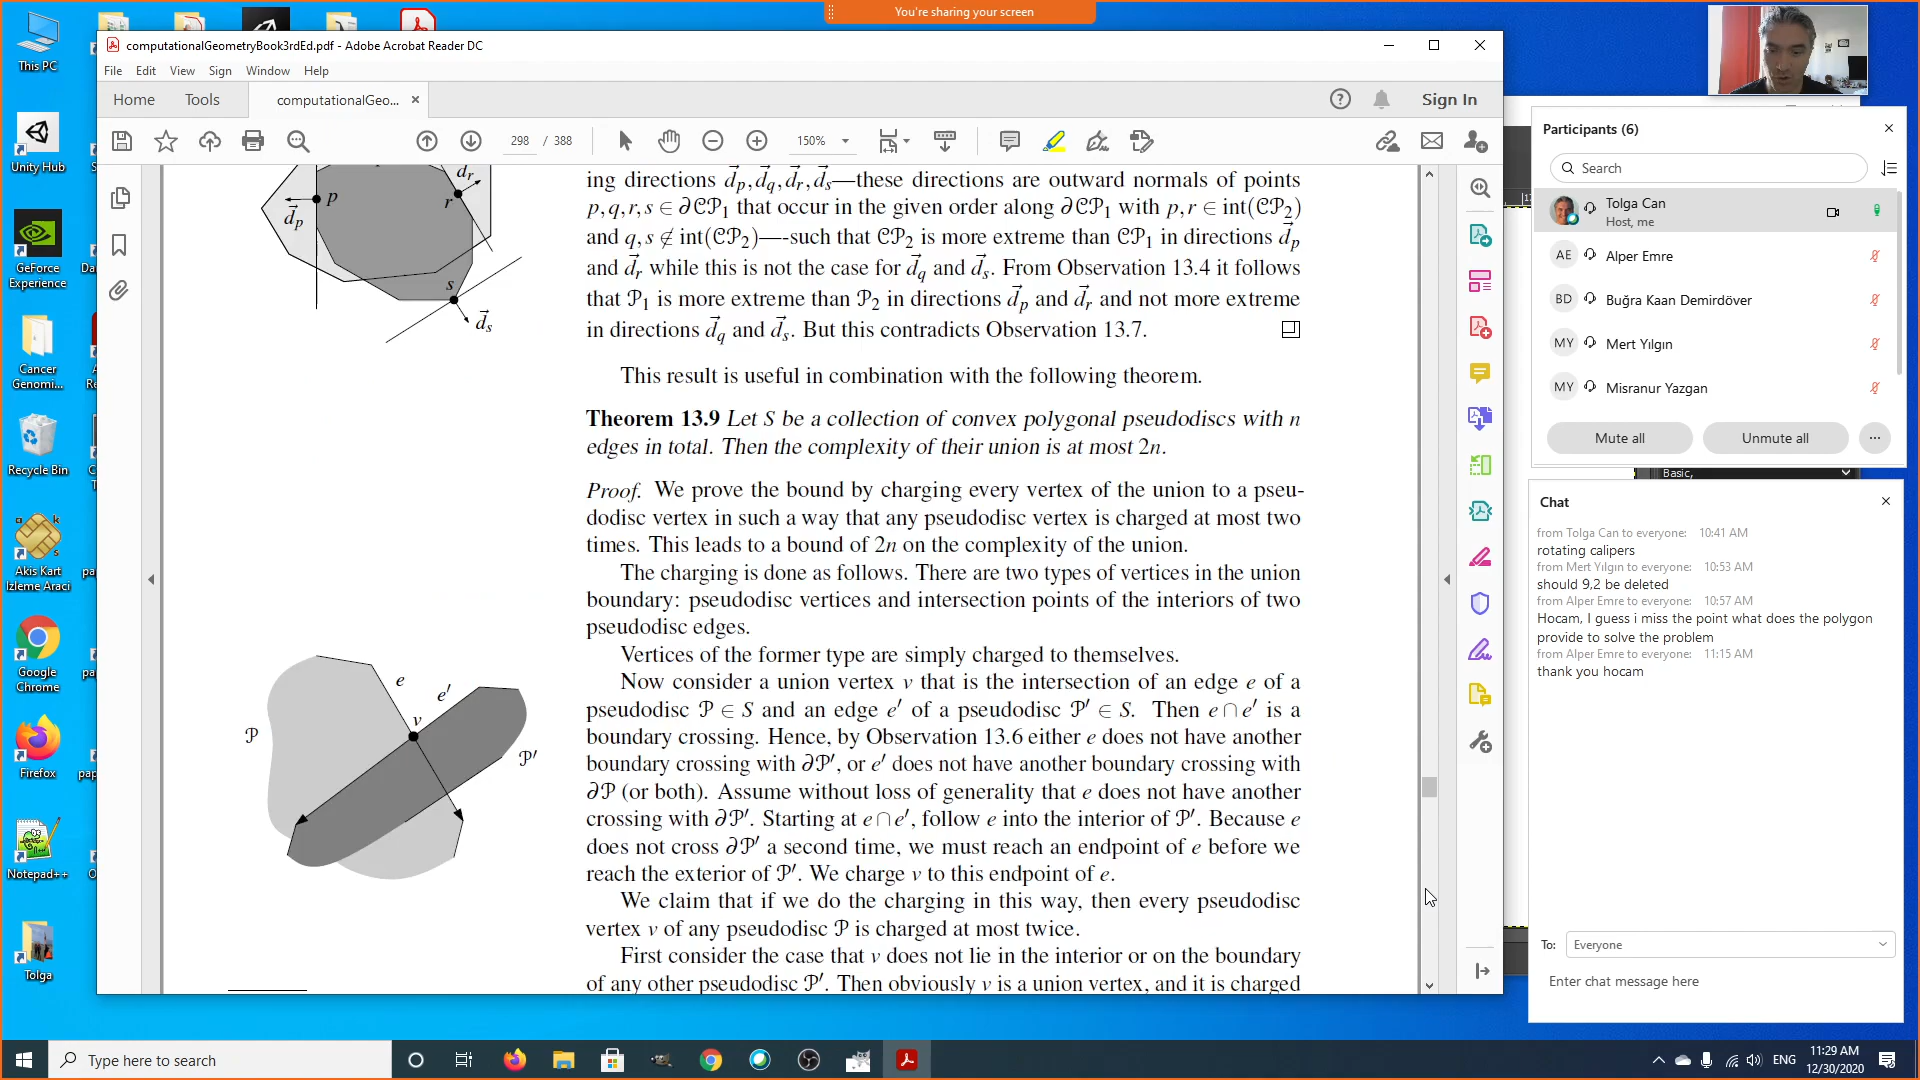 You're sharing your screen
This PC
computationalGeometryBook3rdEd.pdf - Adobe Acrobat Reader DC
File Edit View Sign Window Help
Home Tools computationalGeo... Sign In
298 / 388 150%
Unity Hub
GeForce
Experience
Cancer
Genomi...
Recycle Bin
Akis Kart
Izleme Araci
Google
Chrome
Firefox
Notepad++
Tolga
d⃗p p dr r
s d⃗s
ing directions d⃗p, d⃗q, d⃗r, d⃗s—these directions are outward normals of points
p, q, r, s ∈ ∂CP1 that occur in the given order along ∂CP1 with p, r ∈ int(CP2)
and q, s ∉ int(CP2)—-such that CP2 is more extreme than CP1 in directions d⃗p
and d⃗r while this is not the case for d⃗q and d⃗s. From Observation 13.4 it follows
that P1 is more extreme than P2 in directions d⃗p and d⃗r and not more extreme
in directions d⃗q and d⃗s. But this contradicts Observation 13.7.
This result is useful in combination with the following theorem.
Theorem 13.9 Let S be a collection of convex polygonal pseudodiscs with n
edges in total. Then the complexity of their union is at most 2n.
Proof. We prove the bound by charging every vertex of the union to a pseu-
dodisc vertex in such a way that any pseudodisc vertex is charged at most two
times. This leads to a bound of 2n on the complexity of the union.
The charging is done as follows. There are two types of vertices in the union
boundary: pseudodisc vertices and intersection points of the interiors of two
pseudodisc edges.
Vertices of the former type are simply charged to themselves.
Now consider a union vertex v that is the intersection of an edge e of a
pseudodisc P ∈ S and an edge e′ of a pseudodisc P′ ∈ S. Then e ∩ e′ is a
boundary crossing. Hence, by Observation 13.6 either e does not have another
boundary crossing with ∂P′, or e′ does not have another boundary crossing with
∂P (or both). Assume without loss of generality that e does not have another
crossing with ∂P′. Starting at e ∩ e′, follow e into the interior of P′. Because e
does not cross ∂P′ a second time, we must reach an endpoint of e before we
reach the exterior of P′. We charge v to this endpoint of e.
We claim that if we do the charging in this way, then every pseudodisc
vertex v of any pseudodisc P is charged at most twice.
First consider the case that v does not lie in the interior or on the boundary
of any other pseudodisc P′. Then obviously v is a union vertex, and it is charged
e e′ v
P P′
Participants (6)
Search
Tolga Can
Host, me
AE Alper Emre
BD Buğra Kaan Demirdöver
MY Mert Yılgın
MY Misranur Yazgan
Mute all Unmute all ...
Basic,
Chat
from Tolga Can to everyone: 10:41 AM
rotating calipers
from Mert Yılgın to everyone: 10:53 AM
should 9,2 be deleted
from Alper Emre to everyone: 10:57 AM
Hocam, I guess i miss the point what does the polygon
provide to solve the problem
from Alper Emre to everyone: 11:15 AM
thank you hocam
To: Everyone
Enter chat message here
Type here to search
ENG
11:29 AM
12/30/2020